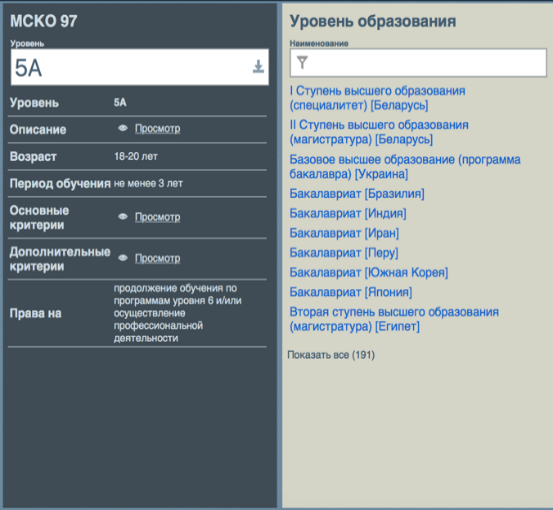 МСКО 97
Уровень
5А
Уровень 5А
Описание Просмотр
Возраст 18-20 лет
Период обучения не менее 3 лет
Основные
критерии Просмотр
Дополнительные
критерии Просмотр
Права на
продолжение обучения по
программам уровня 6 и/или
осуществление
профессиональной
деятельности
Уровень образования
Наименование
I Ступень высшего образования
(специалитет) [Беларусь]
II Ступень высшего образования
(магистратура) [Беларусь]
Базовое высшее образование (программа
бакалавра) [Украина]
Бакалавриат [Бразилия]
Бакалавриат [Индия]
Бакалавриат [Иран]
Бакалавриат [Перу]
Бакалавриат [Южная Корея]
Бакалавриат [Япония]
Вторая ступень высшего образования
(магистратура) [Египет]
Показать все (191)